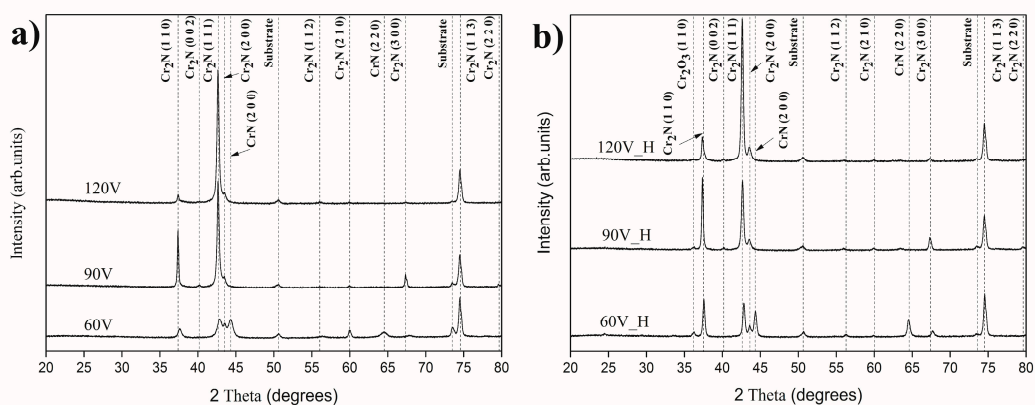 a)
Cr2N (1 1 0)
Cr2N (0 0 2)
Cr2N (1 1 1)
Cr2N (2 0 0)
Substrate
Cr2N (1 1 2)
Cr2N (2 1 0)
CrN (2 2 0)
Cr2N (3 0 0)
Substrate
Cr2N (1 1 3)
Cr2N (2 2 0)
CrN (2 0 0)
120V
90V
60V
Intensity (arb.units)
20 25 30 35 40 45 50 55 60 65 70 75 80
2 Theta (degrees)
b)
Cr2O3 (1 1 0)
Cr2N (1 1 0)
Cr2N (0 0 2)
Cr2N (1 1 1)
Cr2N (2 0 0)
Substrate
Cr2N (1 1 2)
Cr2N (2 1 0)
CrN (2 2 0)
Cr2N (3 0 0)
Substrate
Cr2N (1 1 3)
Cr2N (2 2 0)
CrN (2 0 0)
120V_H
90V_H
60V_H
Intensity (arb.units)
20 25 30 35 40 45 50 55 60 65 70 75 80
2 Theta (degrees)